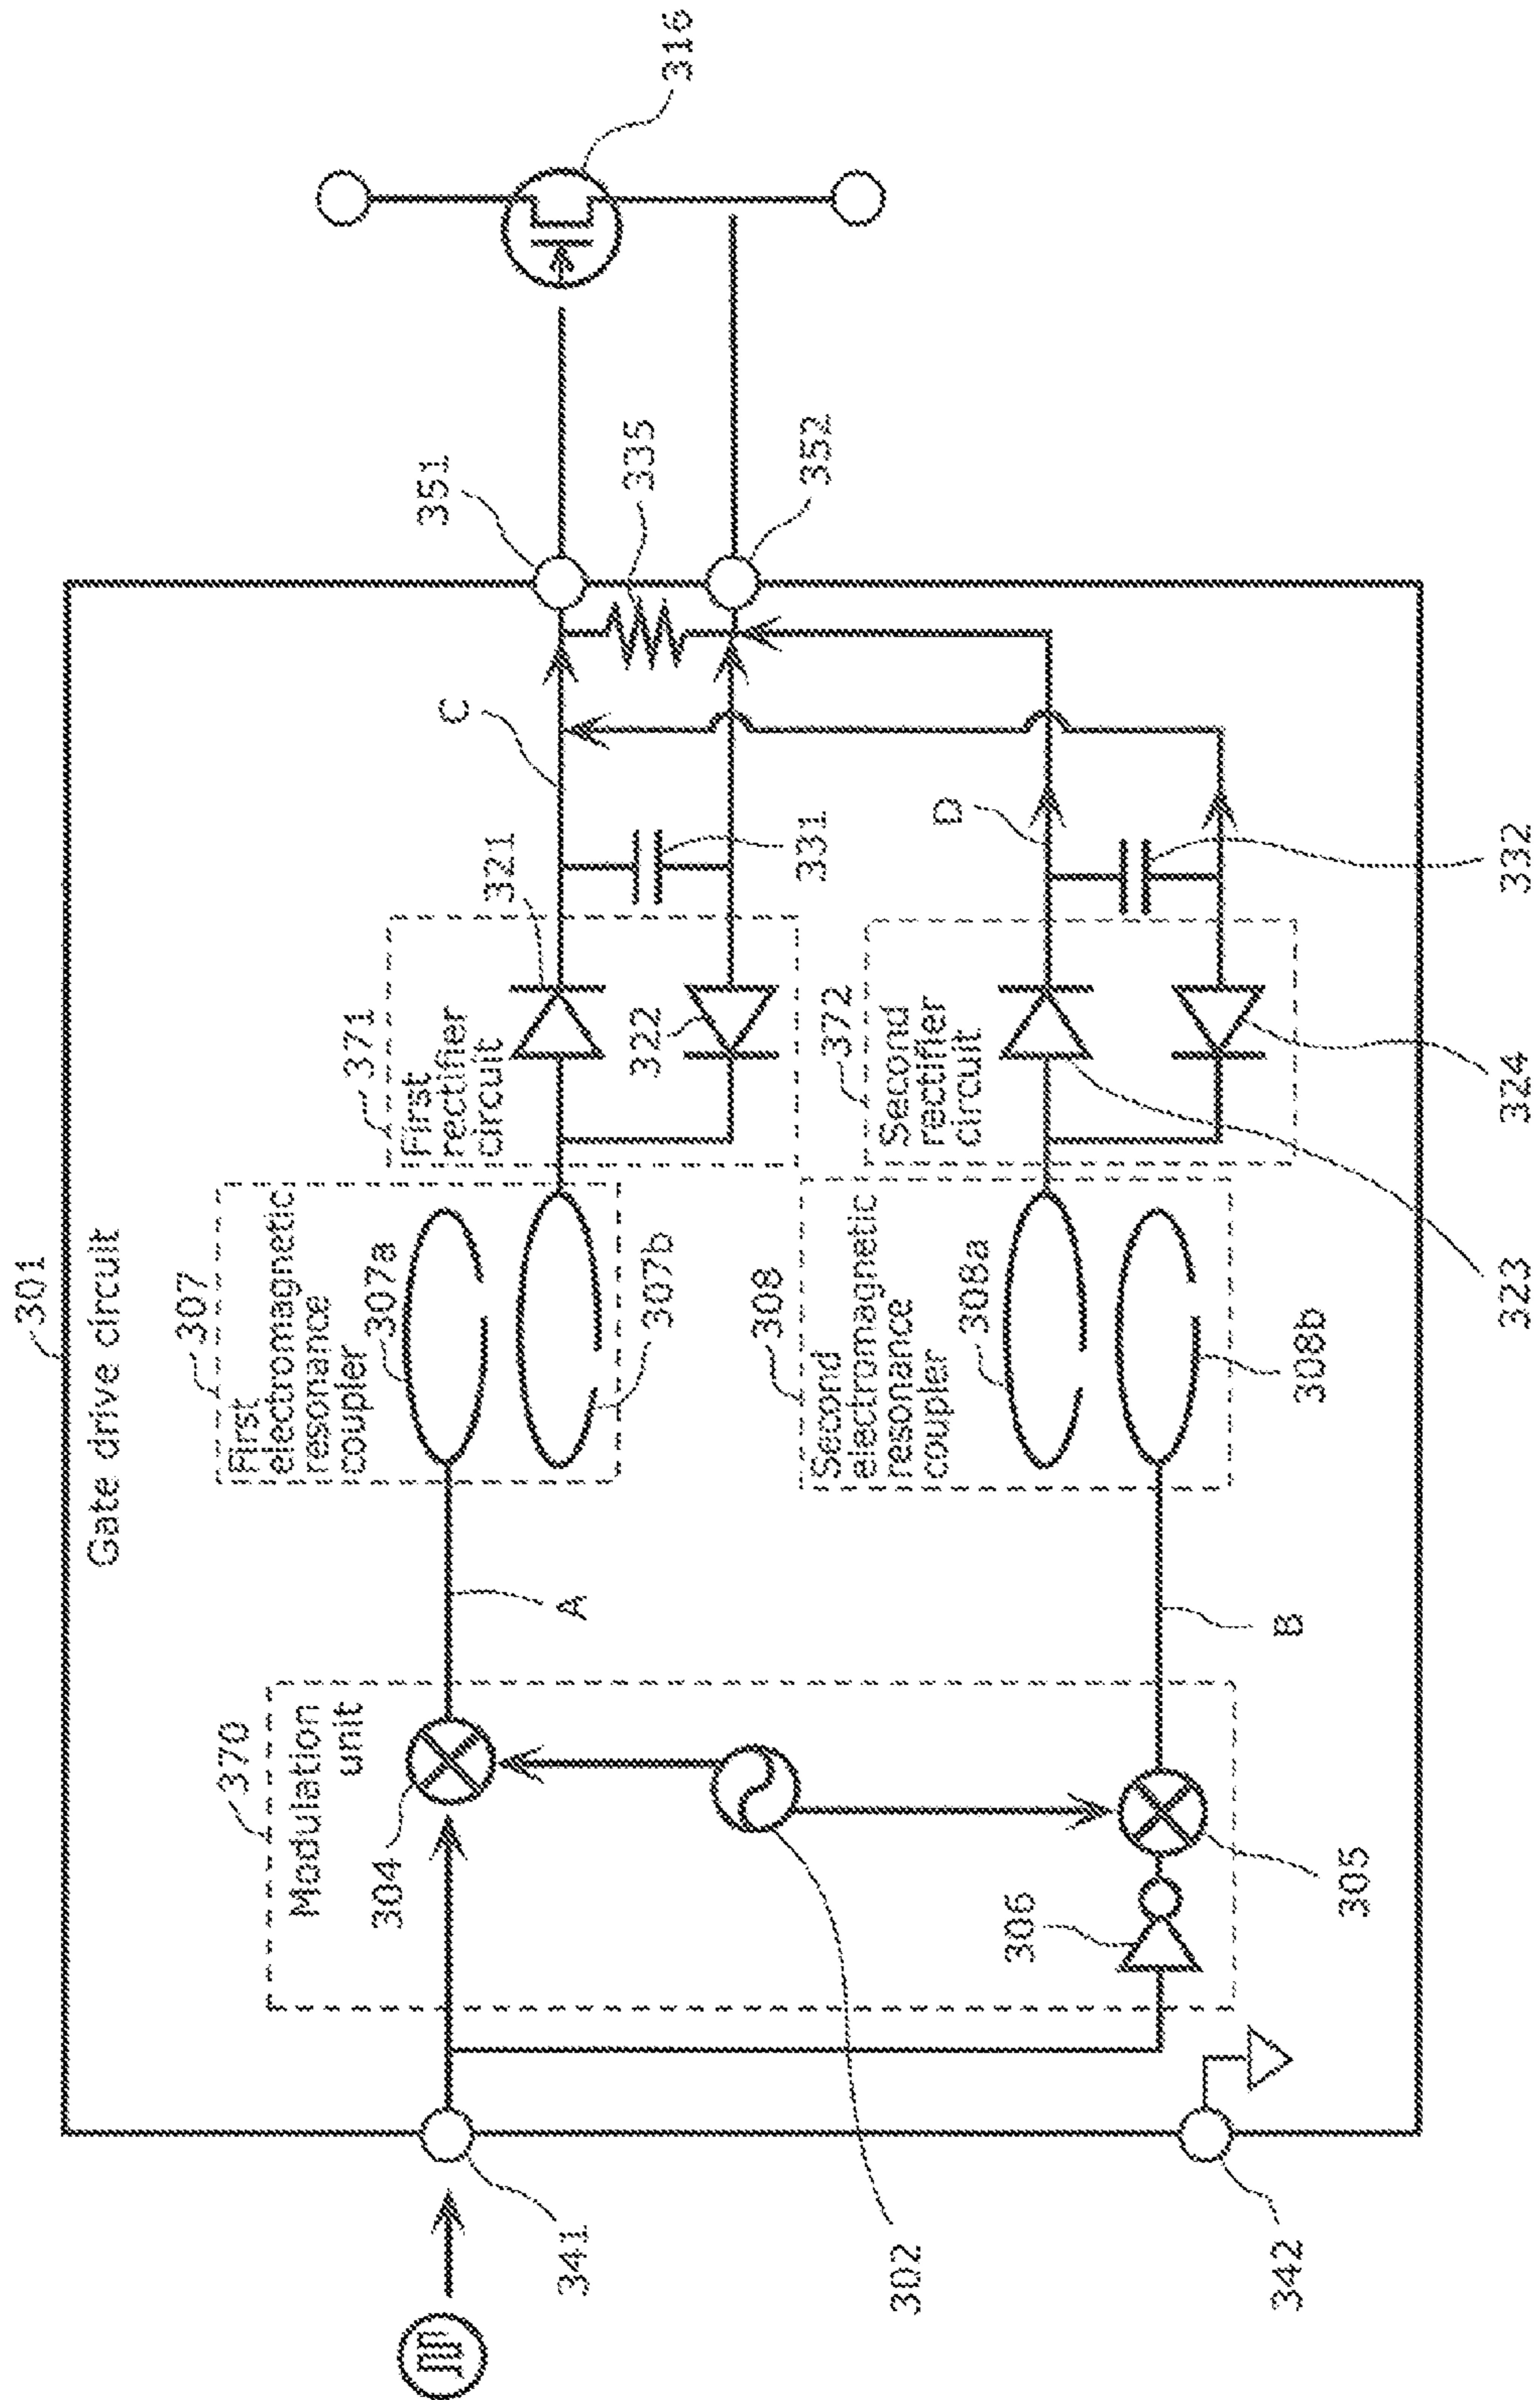 301
Gate drive circuit
307
First
electromagnetic
resonance
coupler
307a
307b
371
First
rectifier
circuit
321
322
331
C
351
335
352
316
370
Modulation
unit
304
A
302
306
305
B
308
Second
electromagnetic
resonance
coupler
308a
308b
372
Second
rectifier
circuit
323
324
332
D
341
342